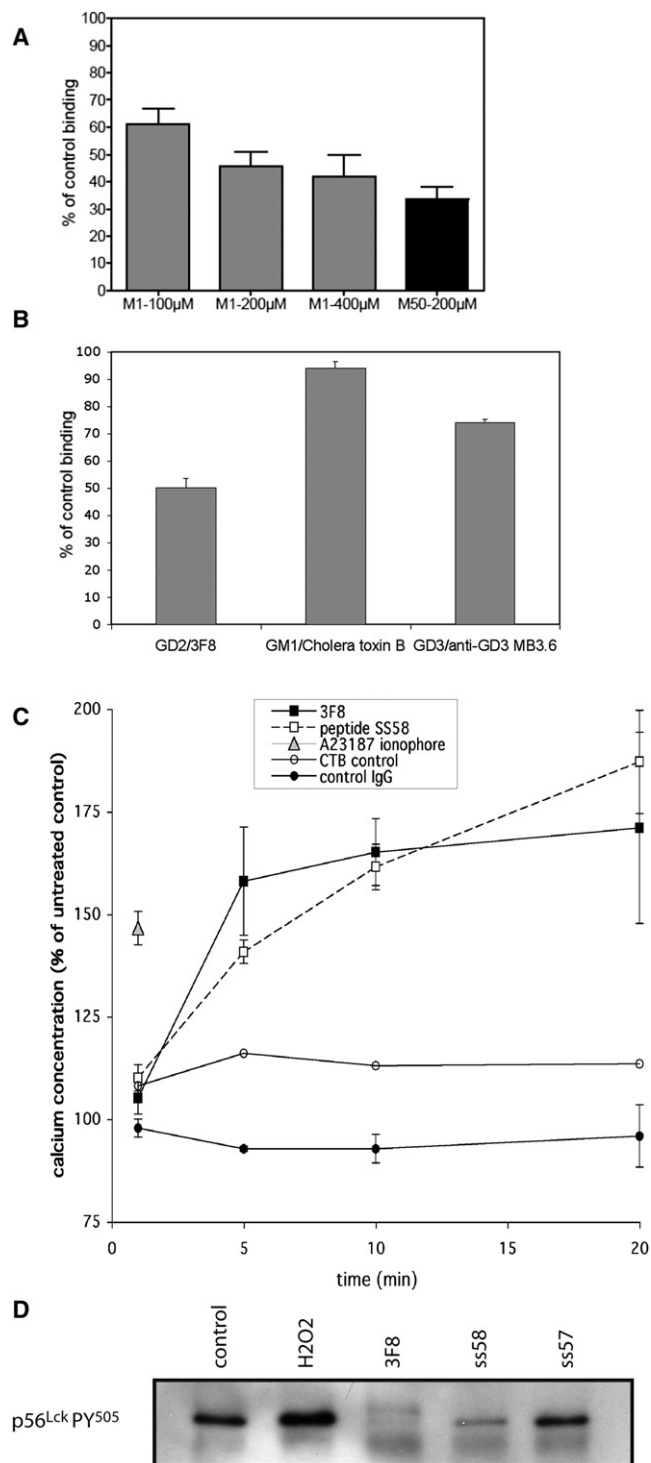 A
% of control binding
100
90
80
70
60
50
40
30
20
10
0
M1-100µM M1-200µM M1-400µM M50-200µM
B
% of control binding
100
90
80
70
60
50
40
30
20
10
0
GD2/3F8 GM1/Cholera toxin B GD3/anti-GD3 MB3.6
C
calcium concentration (% of untreated control)
200
175
150
125
100
75
3F8
peptide SS58
A23187 ionophore
CTB control
control IgG
0 5 10 15 20
time (min)
D
control H2O2 3F8 ss58 ss57
p56Lck PY505